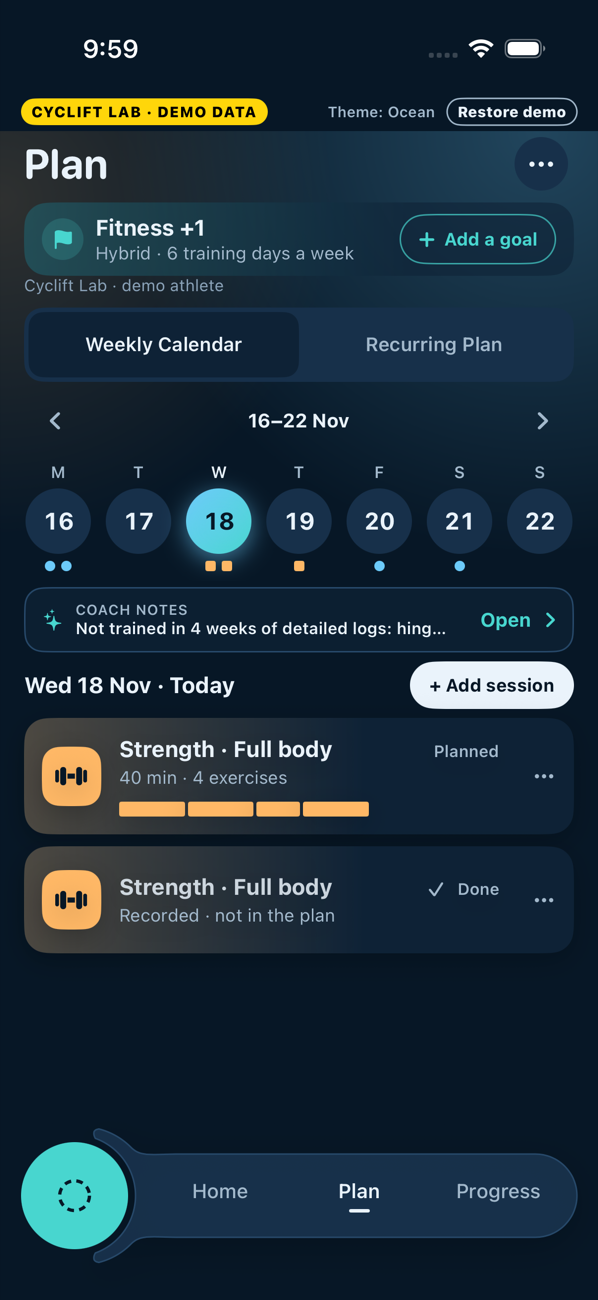 9:59
CYCLIFT LAB · DEMO DATA
Theme: Ocean
Restore demo
Plan
Fitness +1
Hybrid · 6 training days a week
+ Add a goal
Cyclift Lab · demo athlete
Weekly Calendar
Recurring Plan
16–22 Nov
M T W T F S S
16 17 18 19 20 21 22
COACH NOTES
Not trained in 4 weeks of detailed logs: hing...
Open
Wed 18 Nov · Today
+ Add session
Strength · Full body
Planned
40 min · 4 exercises
Strength · Full body
Done
Recorded · not in the plan
Home
Plan
Progress